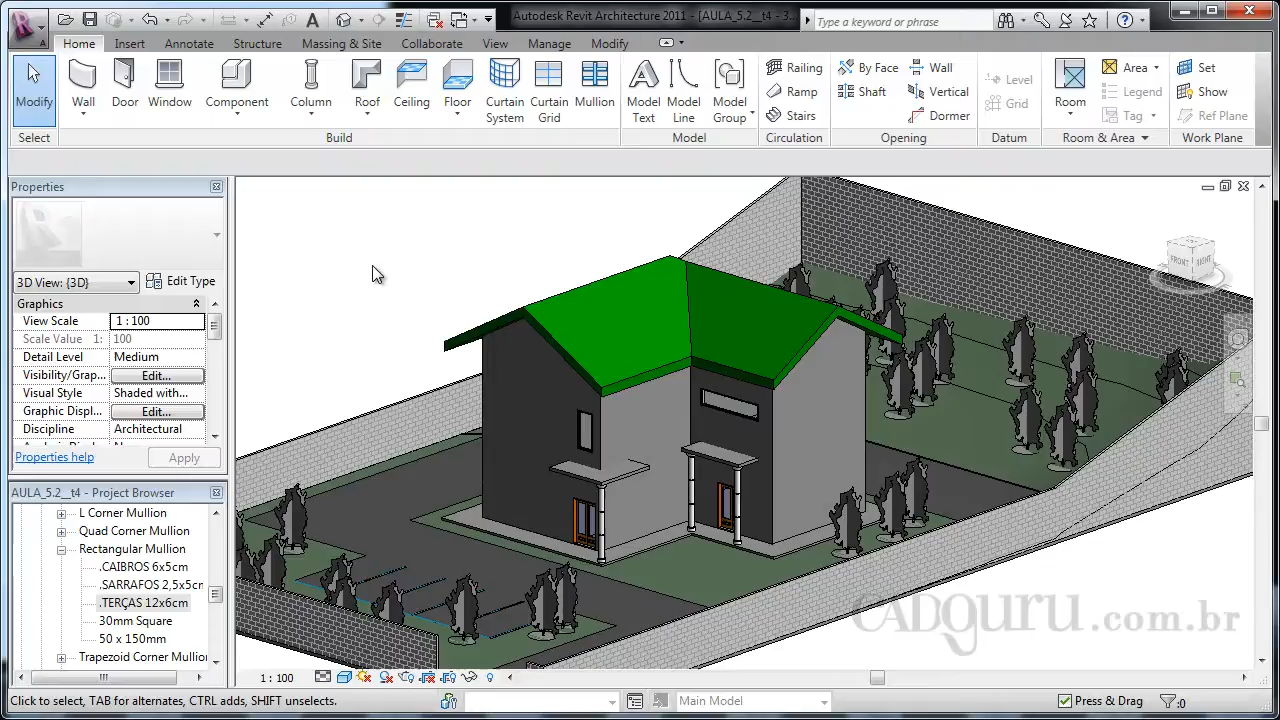 Autodesk Revit Architecture 2011 - [AULA_5.2__t4 - 3...
Type a keyword or phrase
Home Insert Annotate Structure Massing & Site Collaborate View Manage Modify
Modify Wall Door Window Component Column Roof Ceiling Floor Curtain System Curtain Grid Mullion Model Text Model Line Model Group
Railing Ramp Stairs
By Face Shaft Wall Vertical Dormer
Level Grid
Room Area Legend Tag
Set Show Ref Plane
Select Build Model Circulation Opening Datum Room & Area Work Plane
Properties
3D View: {3D} Edit Type
Graphics
View Scale 1 : 100
Scale Value 1: 100
Detail Level Medium
Visibility/Grap... Edit...
Visual Style Shaded with...
Graphic Displ... Edit...
Discipline Architectural
Properties help Apply
AULA_5.2__t4 - Project Browser
L Corner Mullion
Quad Corner Mullion
Rectangular Mullion
.CAIBROS 6x5cm
.SARRAFOS 2,5x5cm
.TERÇAS 12x6cm
30mm Square
50 x 150mm
Trapezoid Corner Mullion
FRONT RIGHT
CADguru.com.br
1 : 100
Click to select, TAB for alternates, CTRL adds, SHIFT unselects.
Main Model
Press & Drag
:0